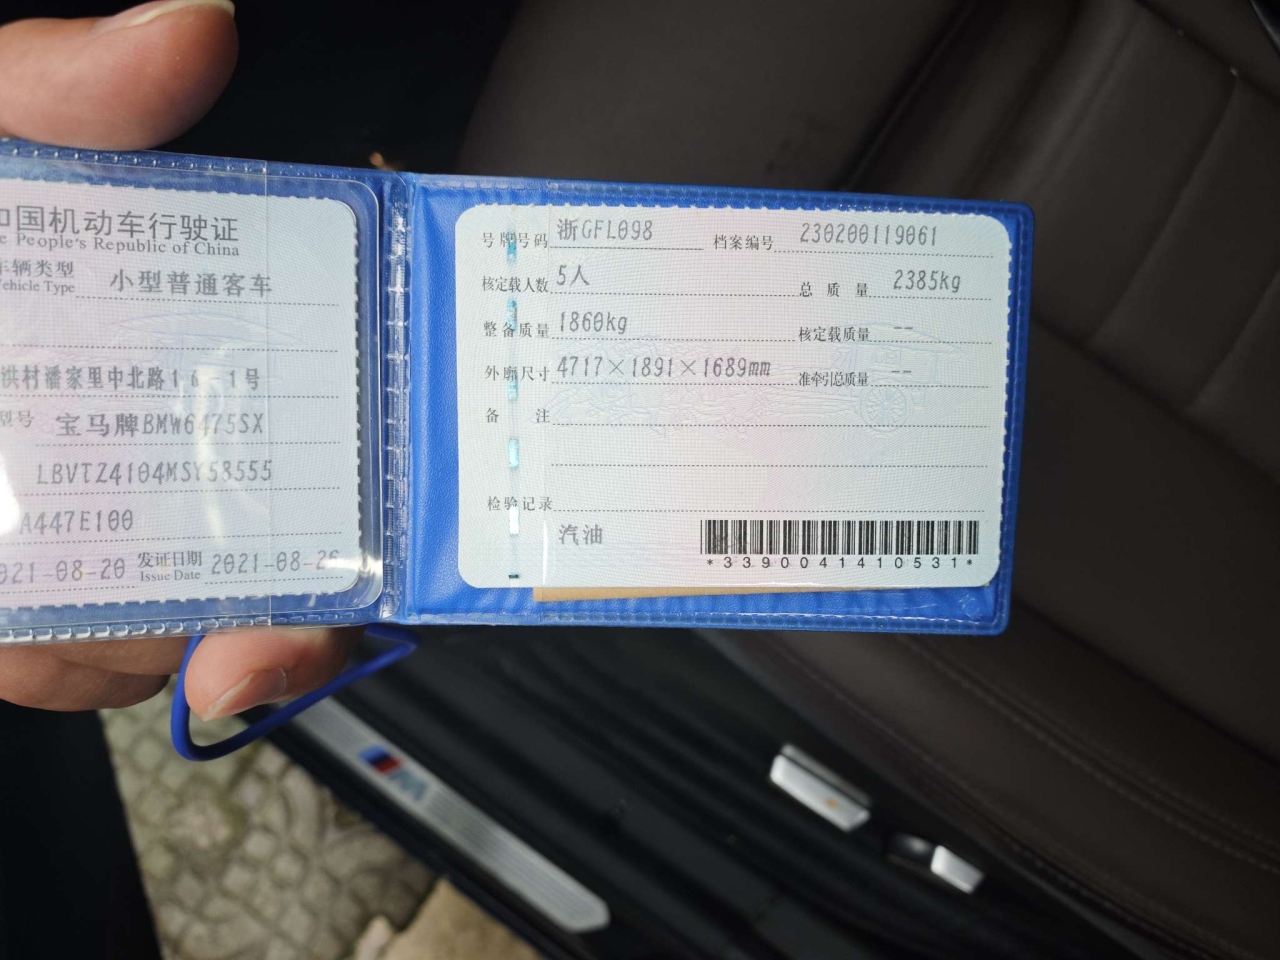 和国机动车行驶证
e People's Republic of China
车辆类型 小型普通客车
ehicle Type
洪村潘家里中北路16-1号
型号 宝马牌BMW6475SX
LBVTZ4104MSY58555
A447E100
021-08-20 发证日期 2021-08-26
Issue Date
号牌号码 浙GFL098 档案编号 230200119061
核定载人数 5人 总质量 2385kg
整备质量 1860kg 核定载质量 --
外廓尺寸 4717×1891×1689mm 准牵引总质量 --
备注
检验记录
汽油
*3390041410531*